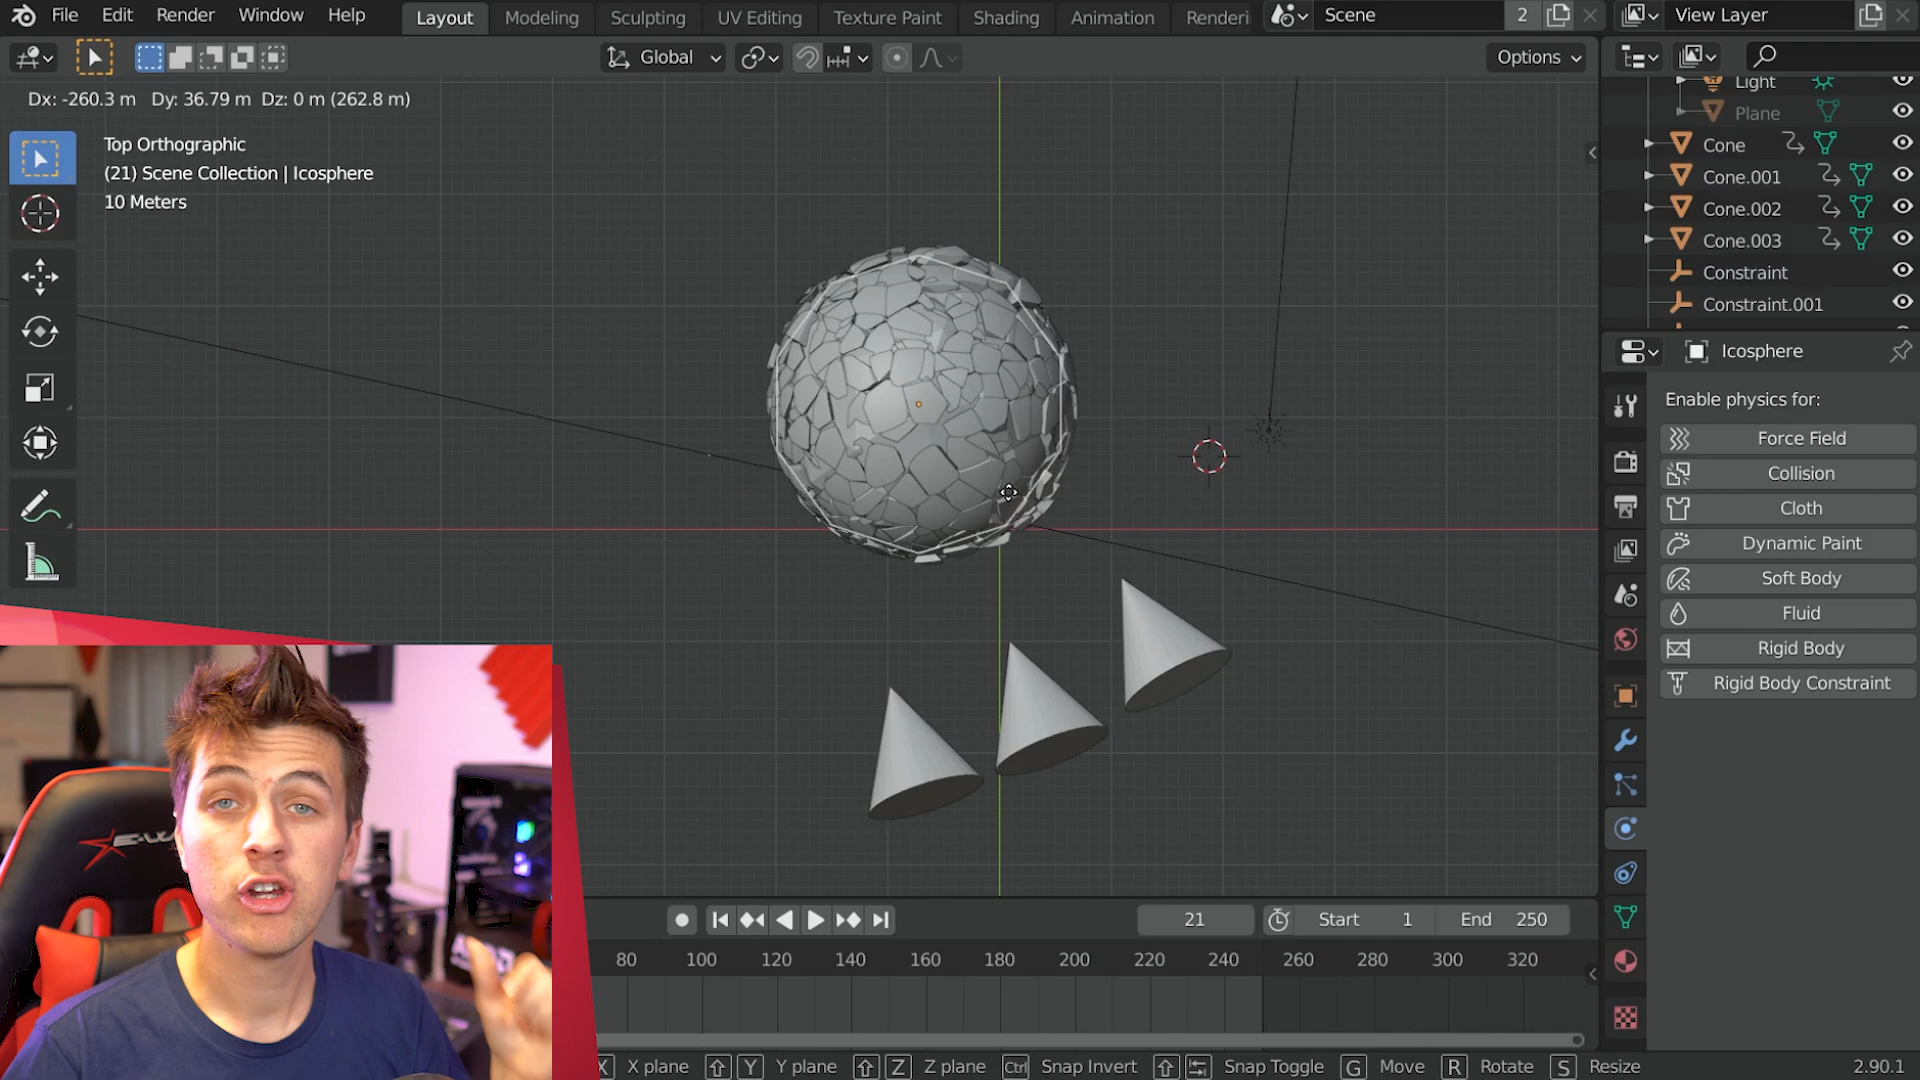 File Edit Render Window Help Layout Modeling Sculpting UV Editing Texture Paint Shading Animation Renderi Scene 2 View Layer
Global Options
Dx: -260.3 m Dy: 36.79 m Dz: 0 m (262.8 m)
Top Orthographic
(21) Scene Collection | Icosphere
10 Meters
Light
Plane
Cone
Cone.001
Cone.002
Cone.003
Constraint
Constraint.001
Icosphere
Enable physics for:
Force Field
Collision
Cloth
Dynamic Paint
Soft Body
Fluid
Rigid Body
Rigid Body Constraint
21 Start 1 End 250
80 100 120 140 160 180 200 220 240 260 280 300 320
X X plane Y Y plane Z Z plane Ctrl Snap Invert Snap Toggle G Move R Rotate S Resize 2.90.1